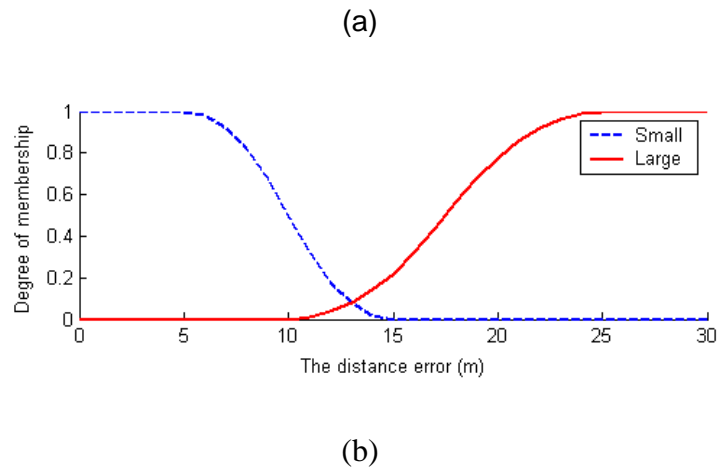 (a)
Degree of membership
1
0.8
0.6
0.4
0.2
0
0 5 10 15 20 25 30
Small
Large
The distance error (m)
(b)